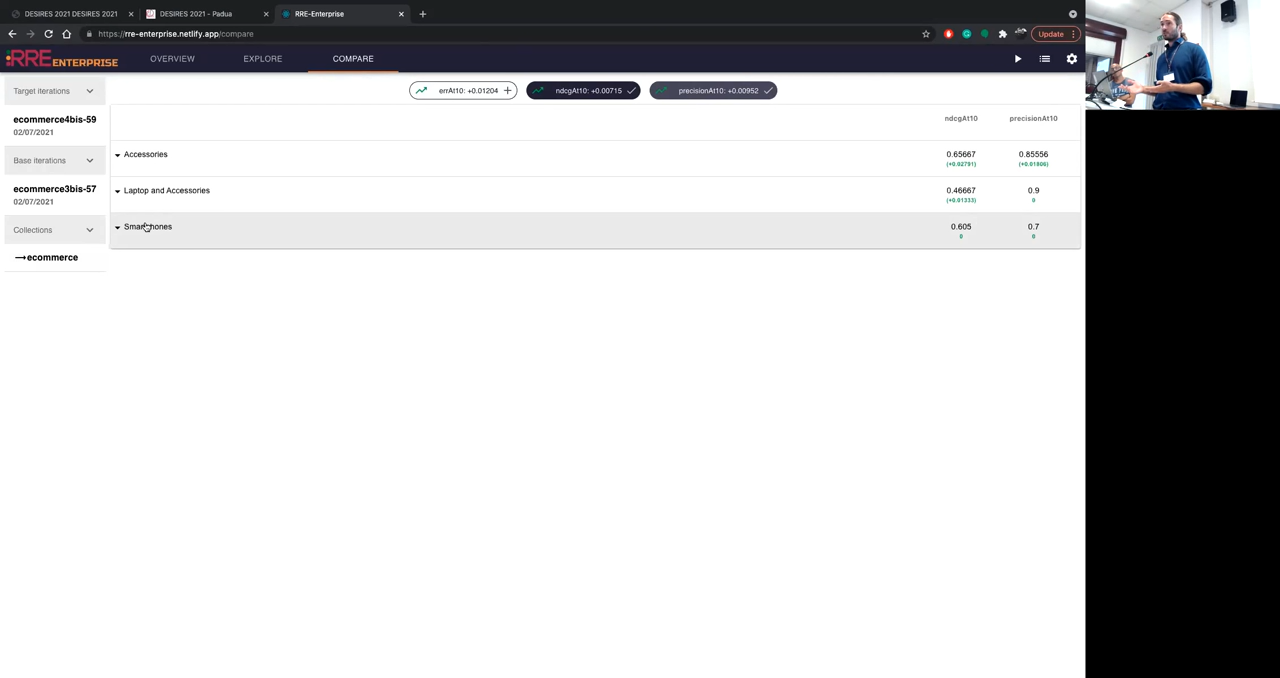 DESIRES 2021 DESIRES 2021
DESIRES 2021 - Padua
RRE-Enterprise
https://rre-enterprise.netlify.app/compare
Update
RRE ENTERPRISE
OVERVIEW
EXPLORE
COMPARE
Target iterations
ecommerce4bis-59
02/07/2021
Base iterations
ecommerce3bis-57
02/07/2021
Collections
→ecommerce
errAt10: +0.01204
ndcgAt10: +0.00715
precisionAt10: +0.00952
ndcgAt10
precisionAt10
Accessories
0.65667
(+0.02791)
0.85556
(+0.01806)
Laptop and Accessories
0.46667
(+0.01333)
0.9
0
Smartphones
0.605
0
0.7
0